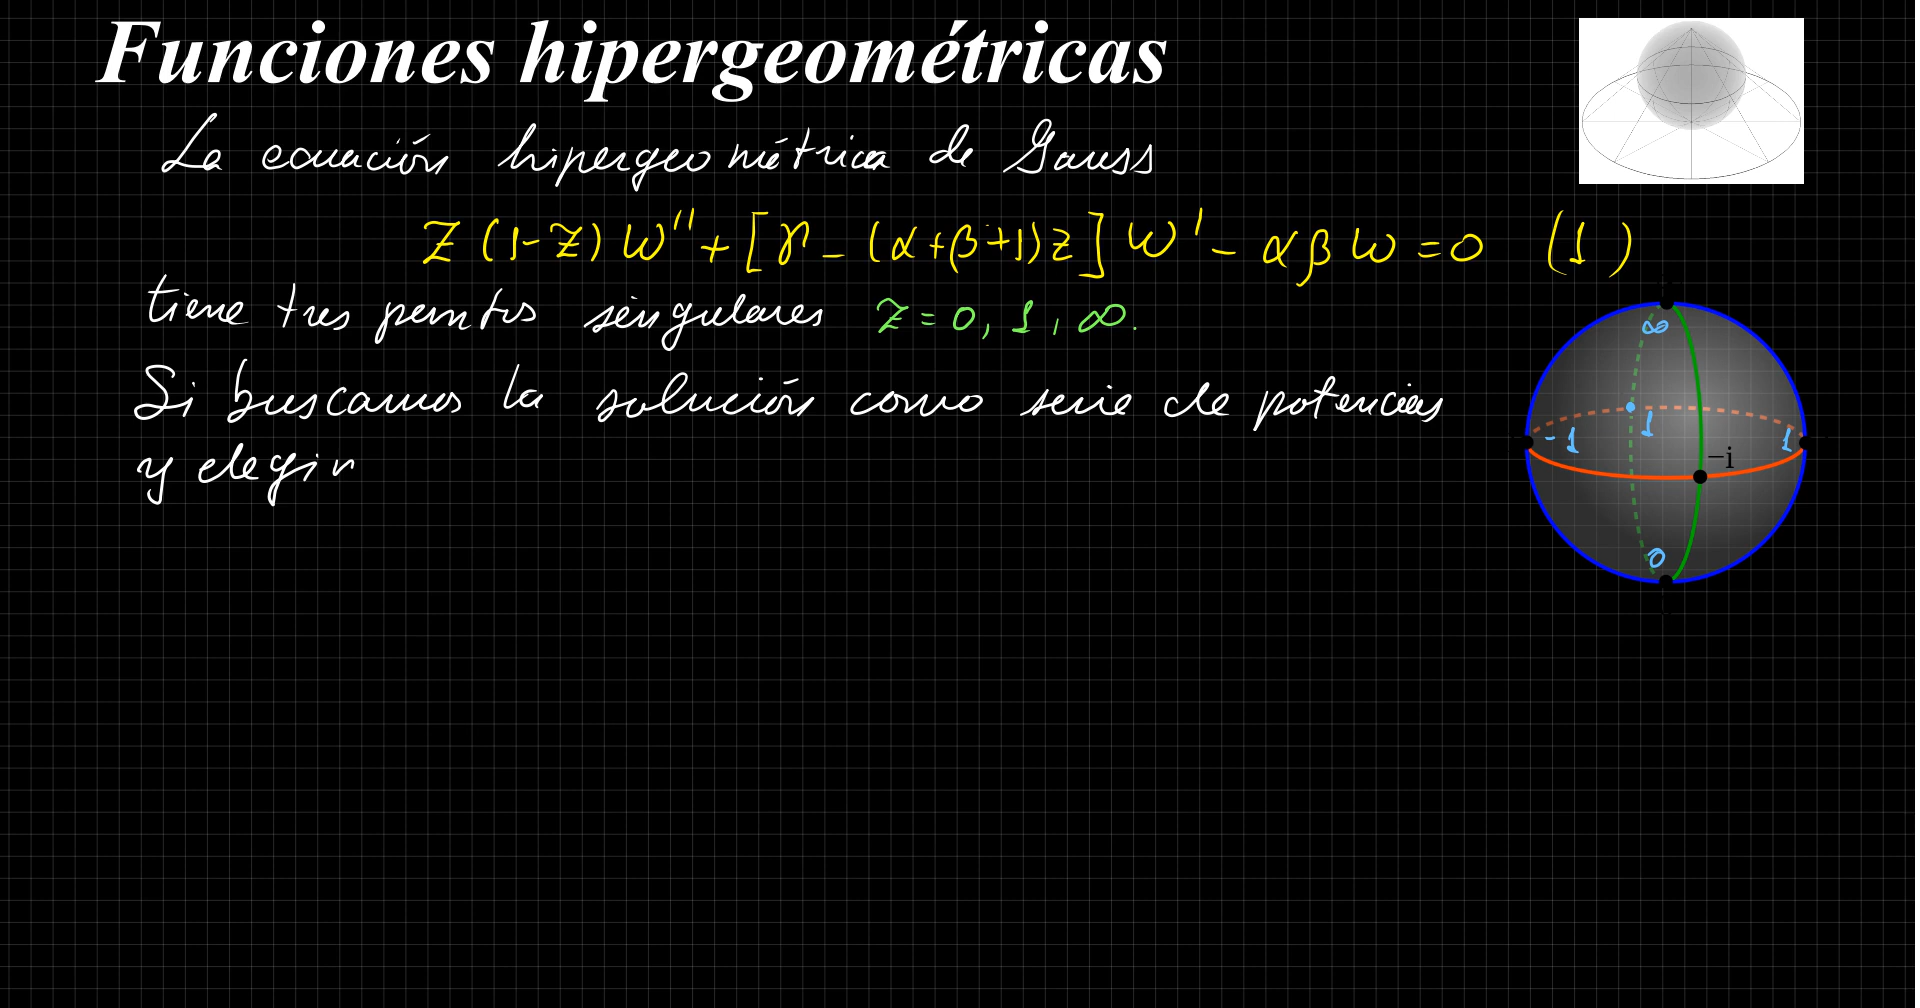 Funciones hipergeométricas
La ecuación hipergeométrica de Gauss
z(1-z)w''+[γ-(α+β+1)z]w'-αβw=0 (1)
tiene tres puntos singulares z=0, 1, ∞.
Si buscamos la solución como serie de potencias
y elegir
∞
-1
1
1
-i
0